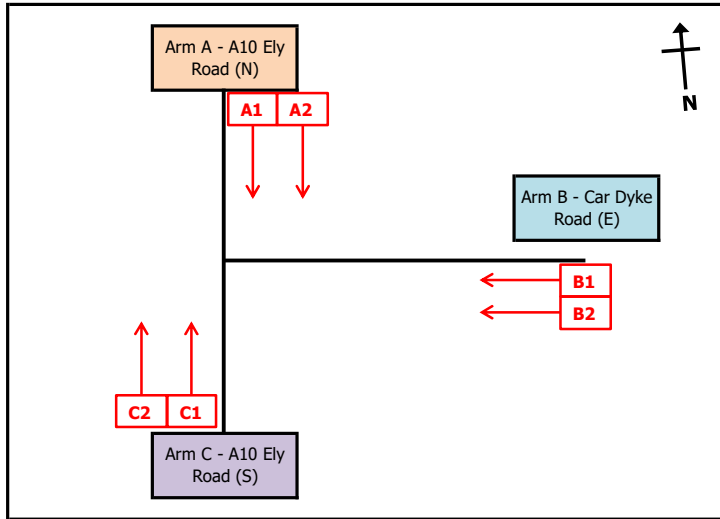 Arm A - A10 Ely
Road (N)
A1 A2
N
Arm B - Car Dyke
Road (E)
B1
B2
C2 C1
Arm C - A10 Ely
Road (S)